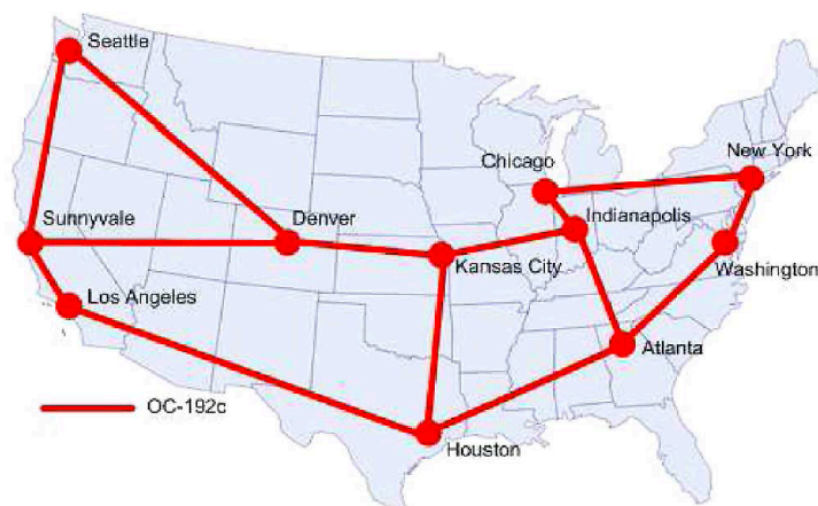 Seattle
New York
Chicago
Sunnyvale
Denver
Indianapolis
Kansas City
Washington
Los Angeles
Atlanta
OC-192c
Houston